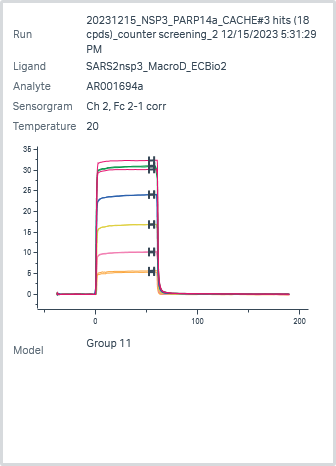 Run
20231215_NSP3_PARP14a_CACHE#3 hits (18
cpds)_counter screening_2 12/15/2023 5:31:29
PM
Ligand SARS2nsp3_MacroD_ECBio2
Analyte AR001694a
Sensorgram Ch 2, Fc 2-1 corr
Temperature 20
35
30
25
20
15
10
5
0
0 100 200
Model Group 11